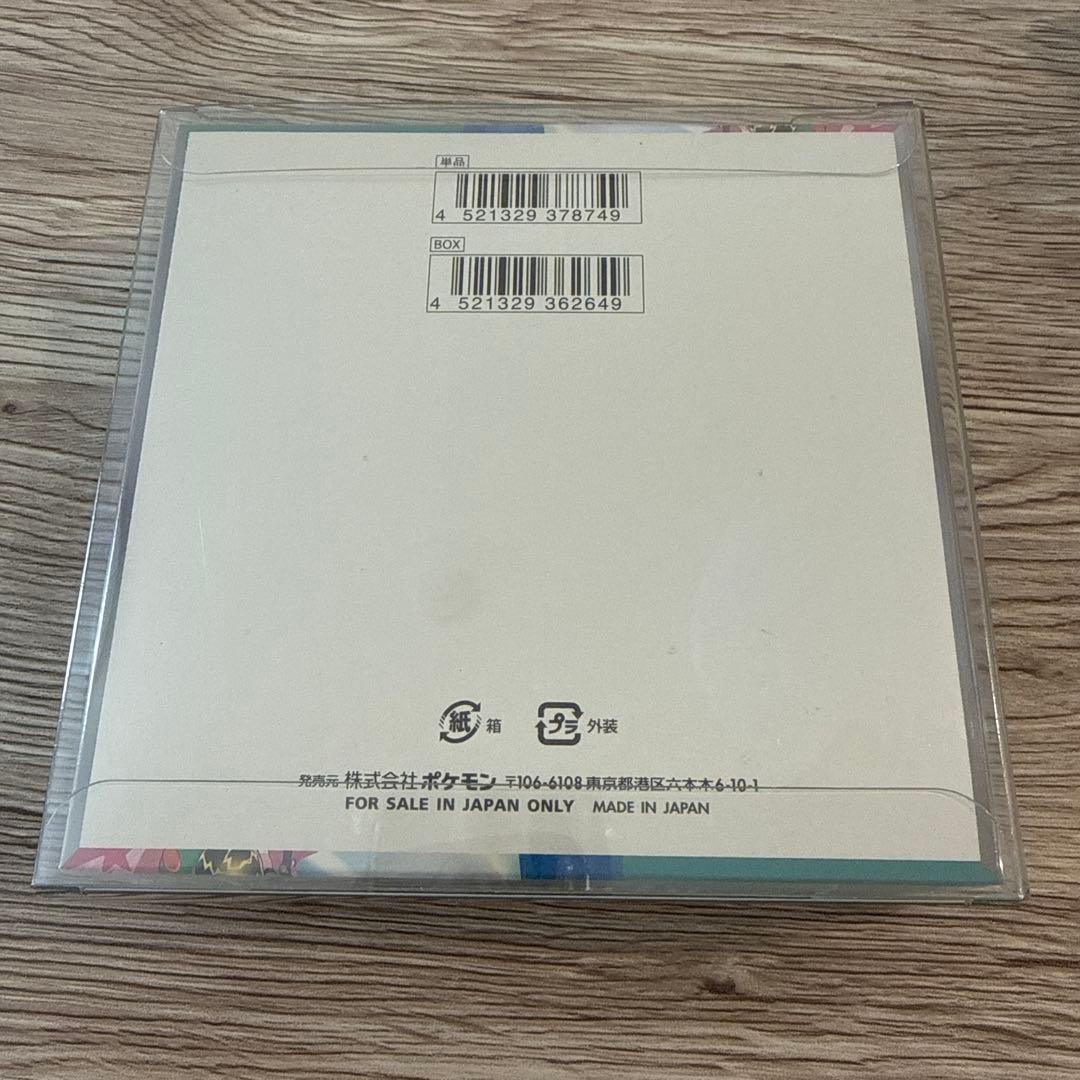 単品
4 521329 378749
BOX
4 521329 362649
紙 箱 プラ 外装
発売元 株式会社ポケモン 〒106-6108 東京都港区六本木6-10-1
FOR SALE IN JAPAN ONLY MADE IN JAPAN